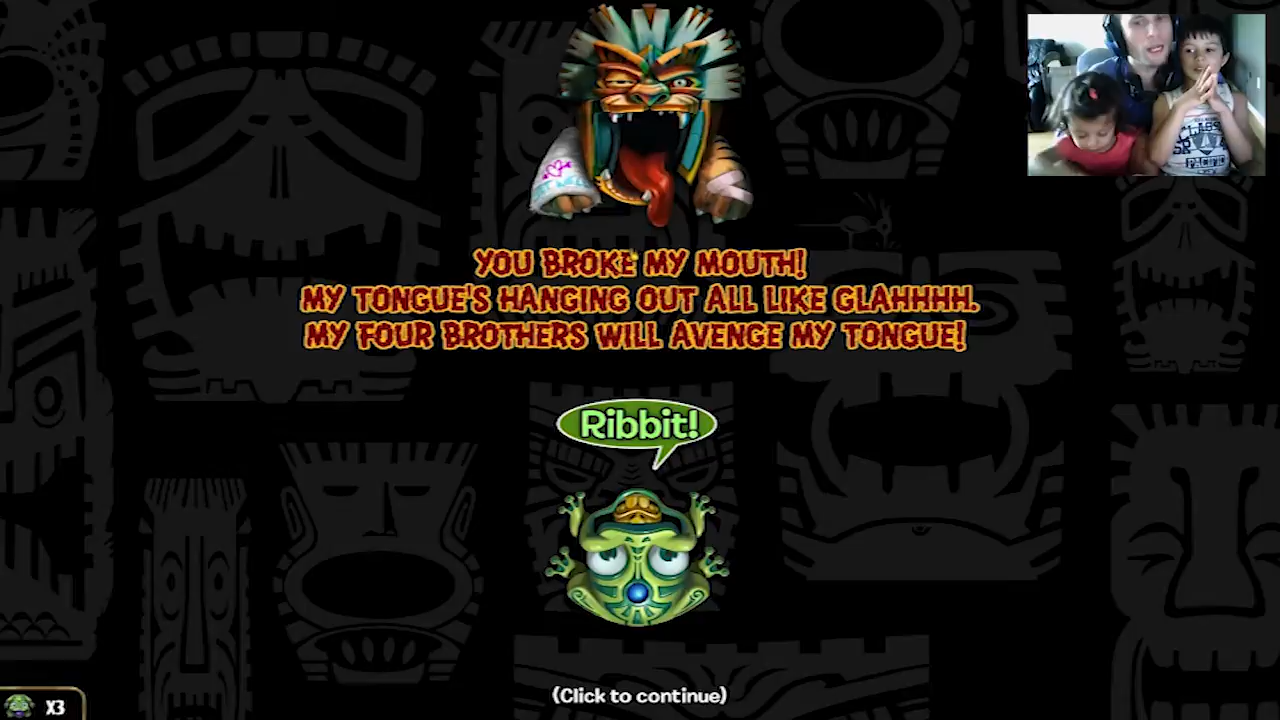 YOU BROKE MY MOUTH!
MY TONGUE'S HANGING OUT ALL LIKE GLAHHHH.
MY FOUR BROTHERS WILL AVENGE MY TONGUE!
Ribbit!
(Click to continue)
X3
PACIFIC